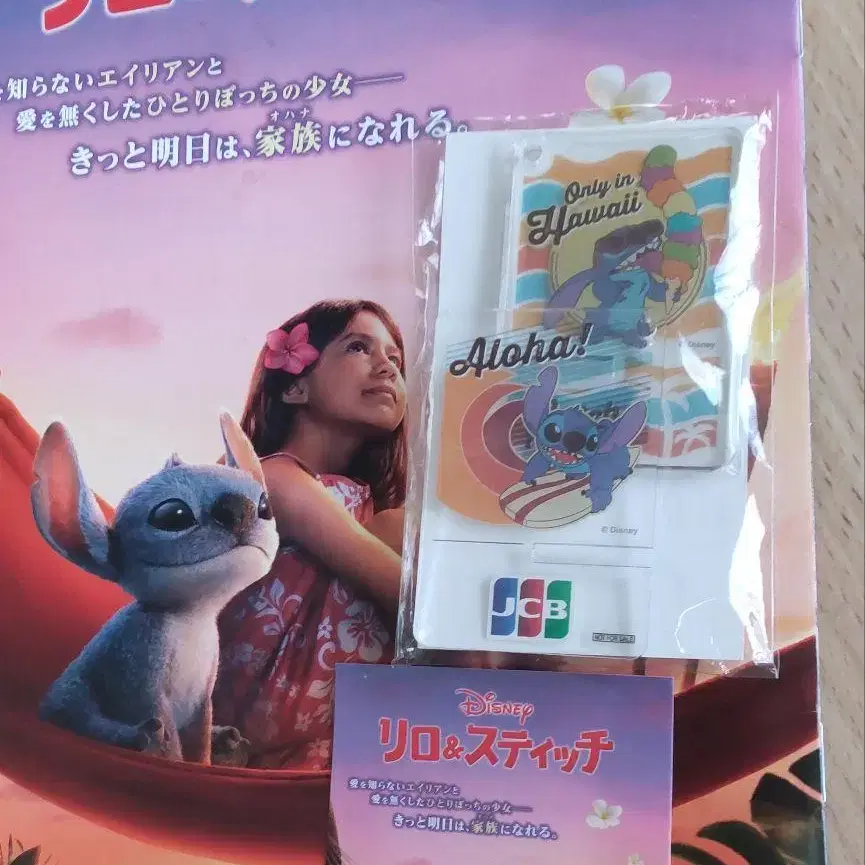 を知らないエイリアンと
愛を無くしたひとりぼっちの少女──
オハナ
きっと明日は、家族になれる。
Only in
Hawaii
© Disney
Aloha!
© Disney
JCB
NOT FOR SALE
Disney
リロ&スティッチ
愛を知らないエイリアンと
愛を無くしたひとりぼっちの少女──
きっと明日は、家族になれる。